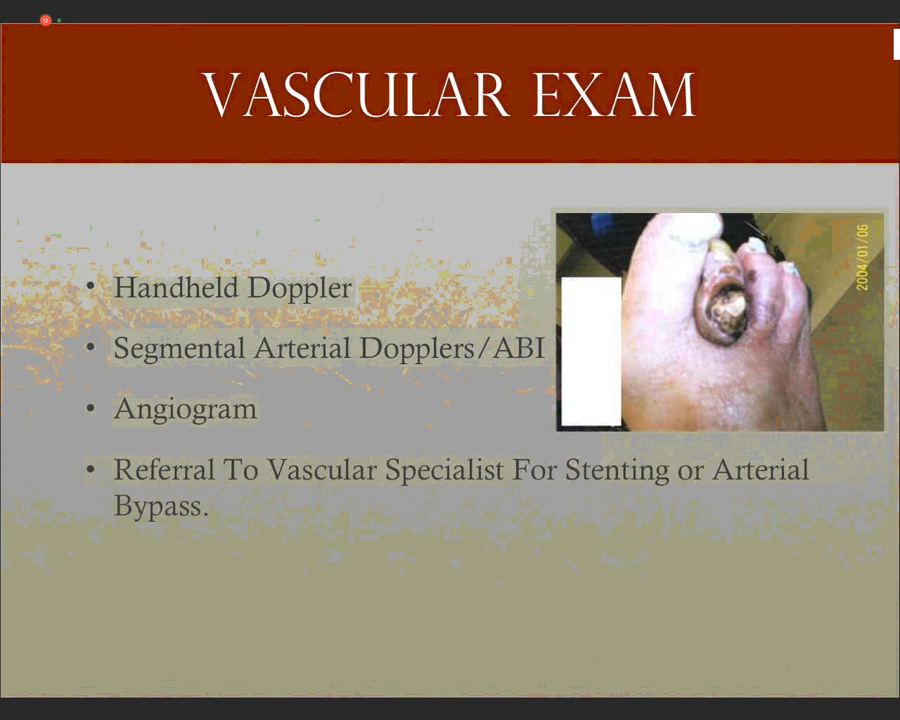 VASCULAR EXAM
• Handheld Doppler
• Segmental Arterial Dopplers/ABI
• Angiogram
• Referral To Vascular Specialist For Stenting or Arterial
Bypass.
2004/01/06